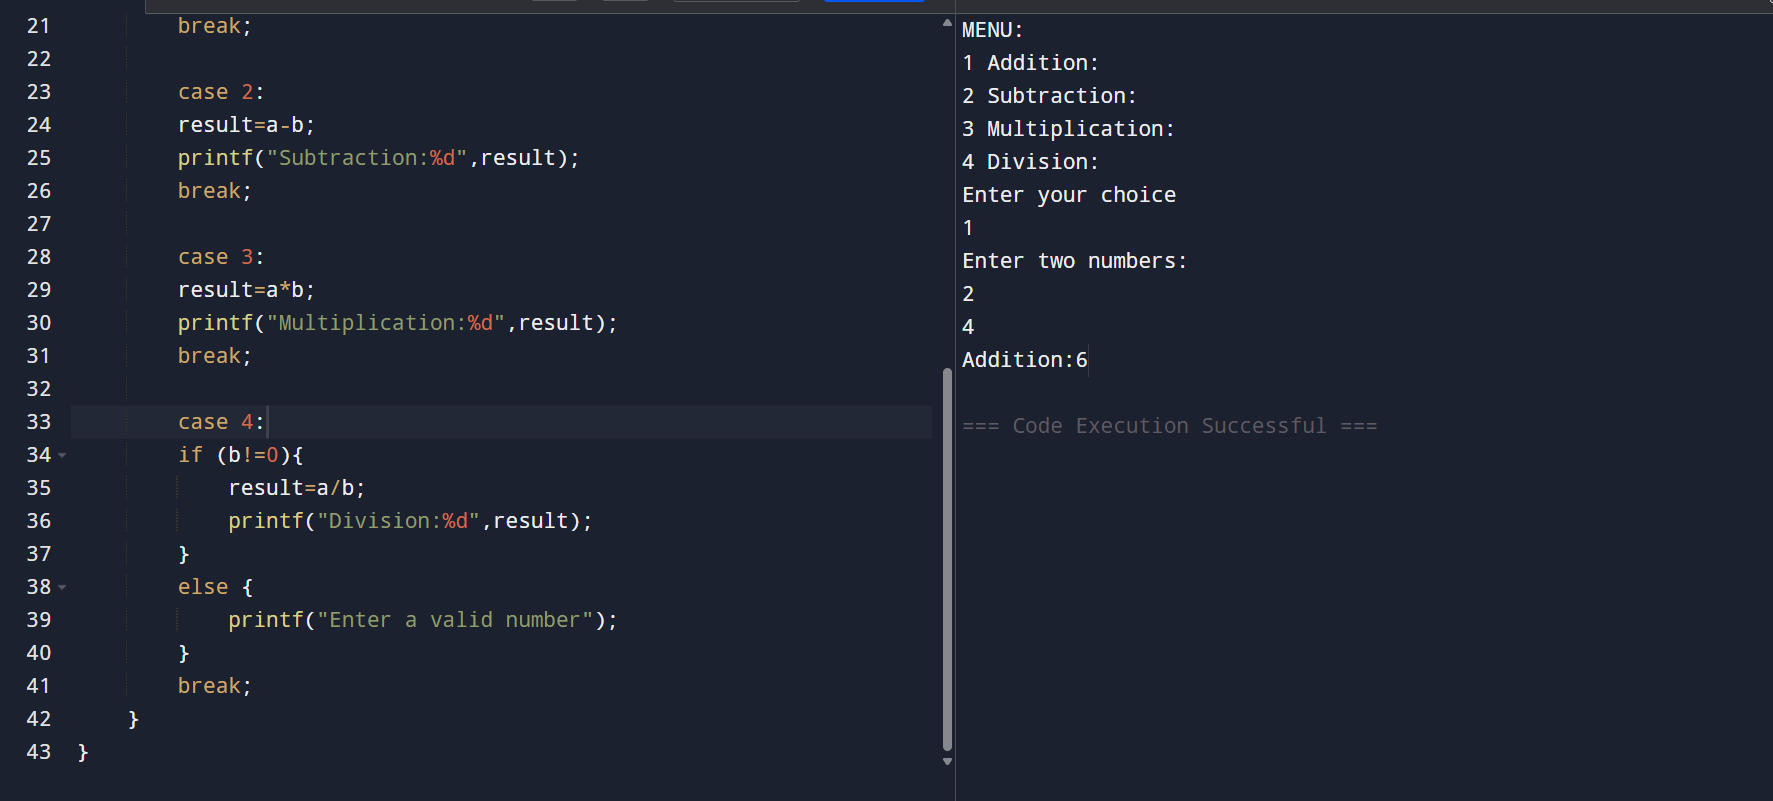 21 break;
22
23 case 2:
24 result=a-b;
25 printf("Subtraction:%d",result);
26 break;
27
28 case 3:
29 result=a*b;
30 printf("Multiplication:%d",result);
31 break;
32
33 case 4:
34 if (b!=0){
35 result=a/b;
36 printf("Division:%d",result);
37 }
38 else {
39 printf("Enter a valid number");
40 }
41 break;
42 }
43 }
MENU:
1 Addition:
2 Subtraction:
3 Multiplication:
4 Division:
Enter your choice
1
Enter two numbers:
2
4
Addition:6
=== Code Execution Successful ===